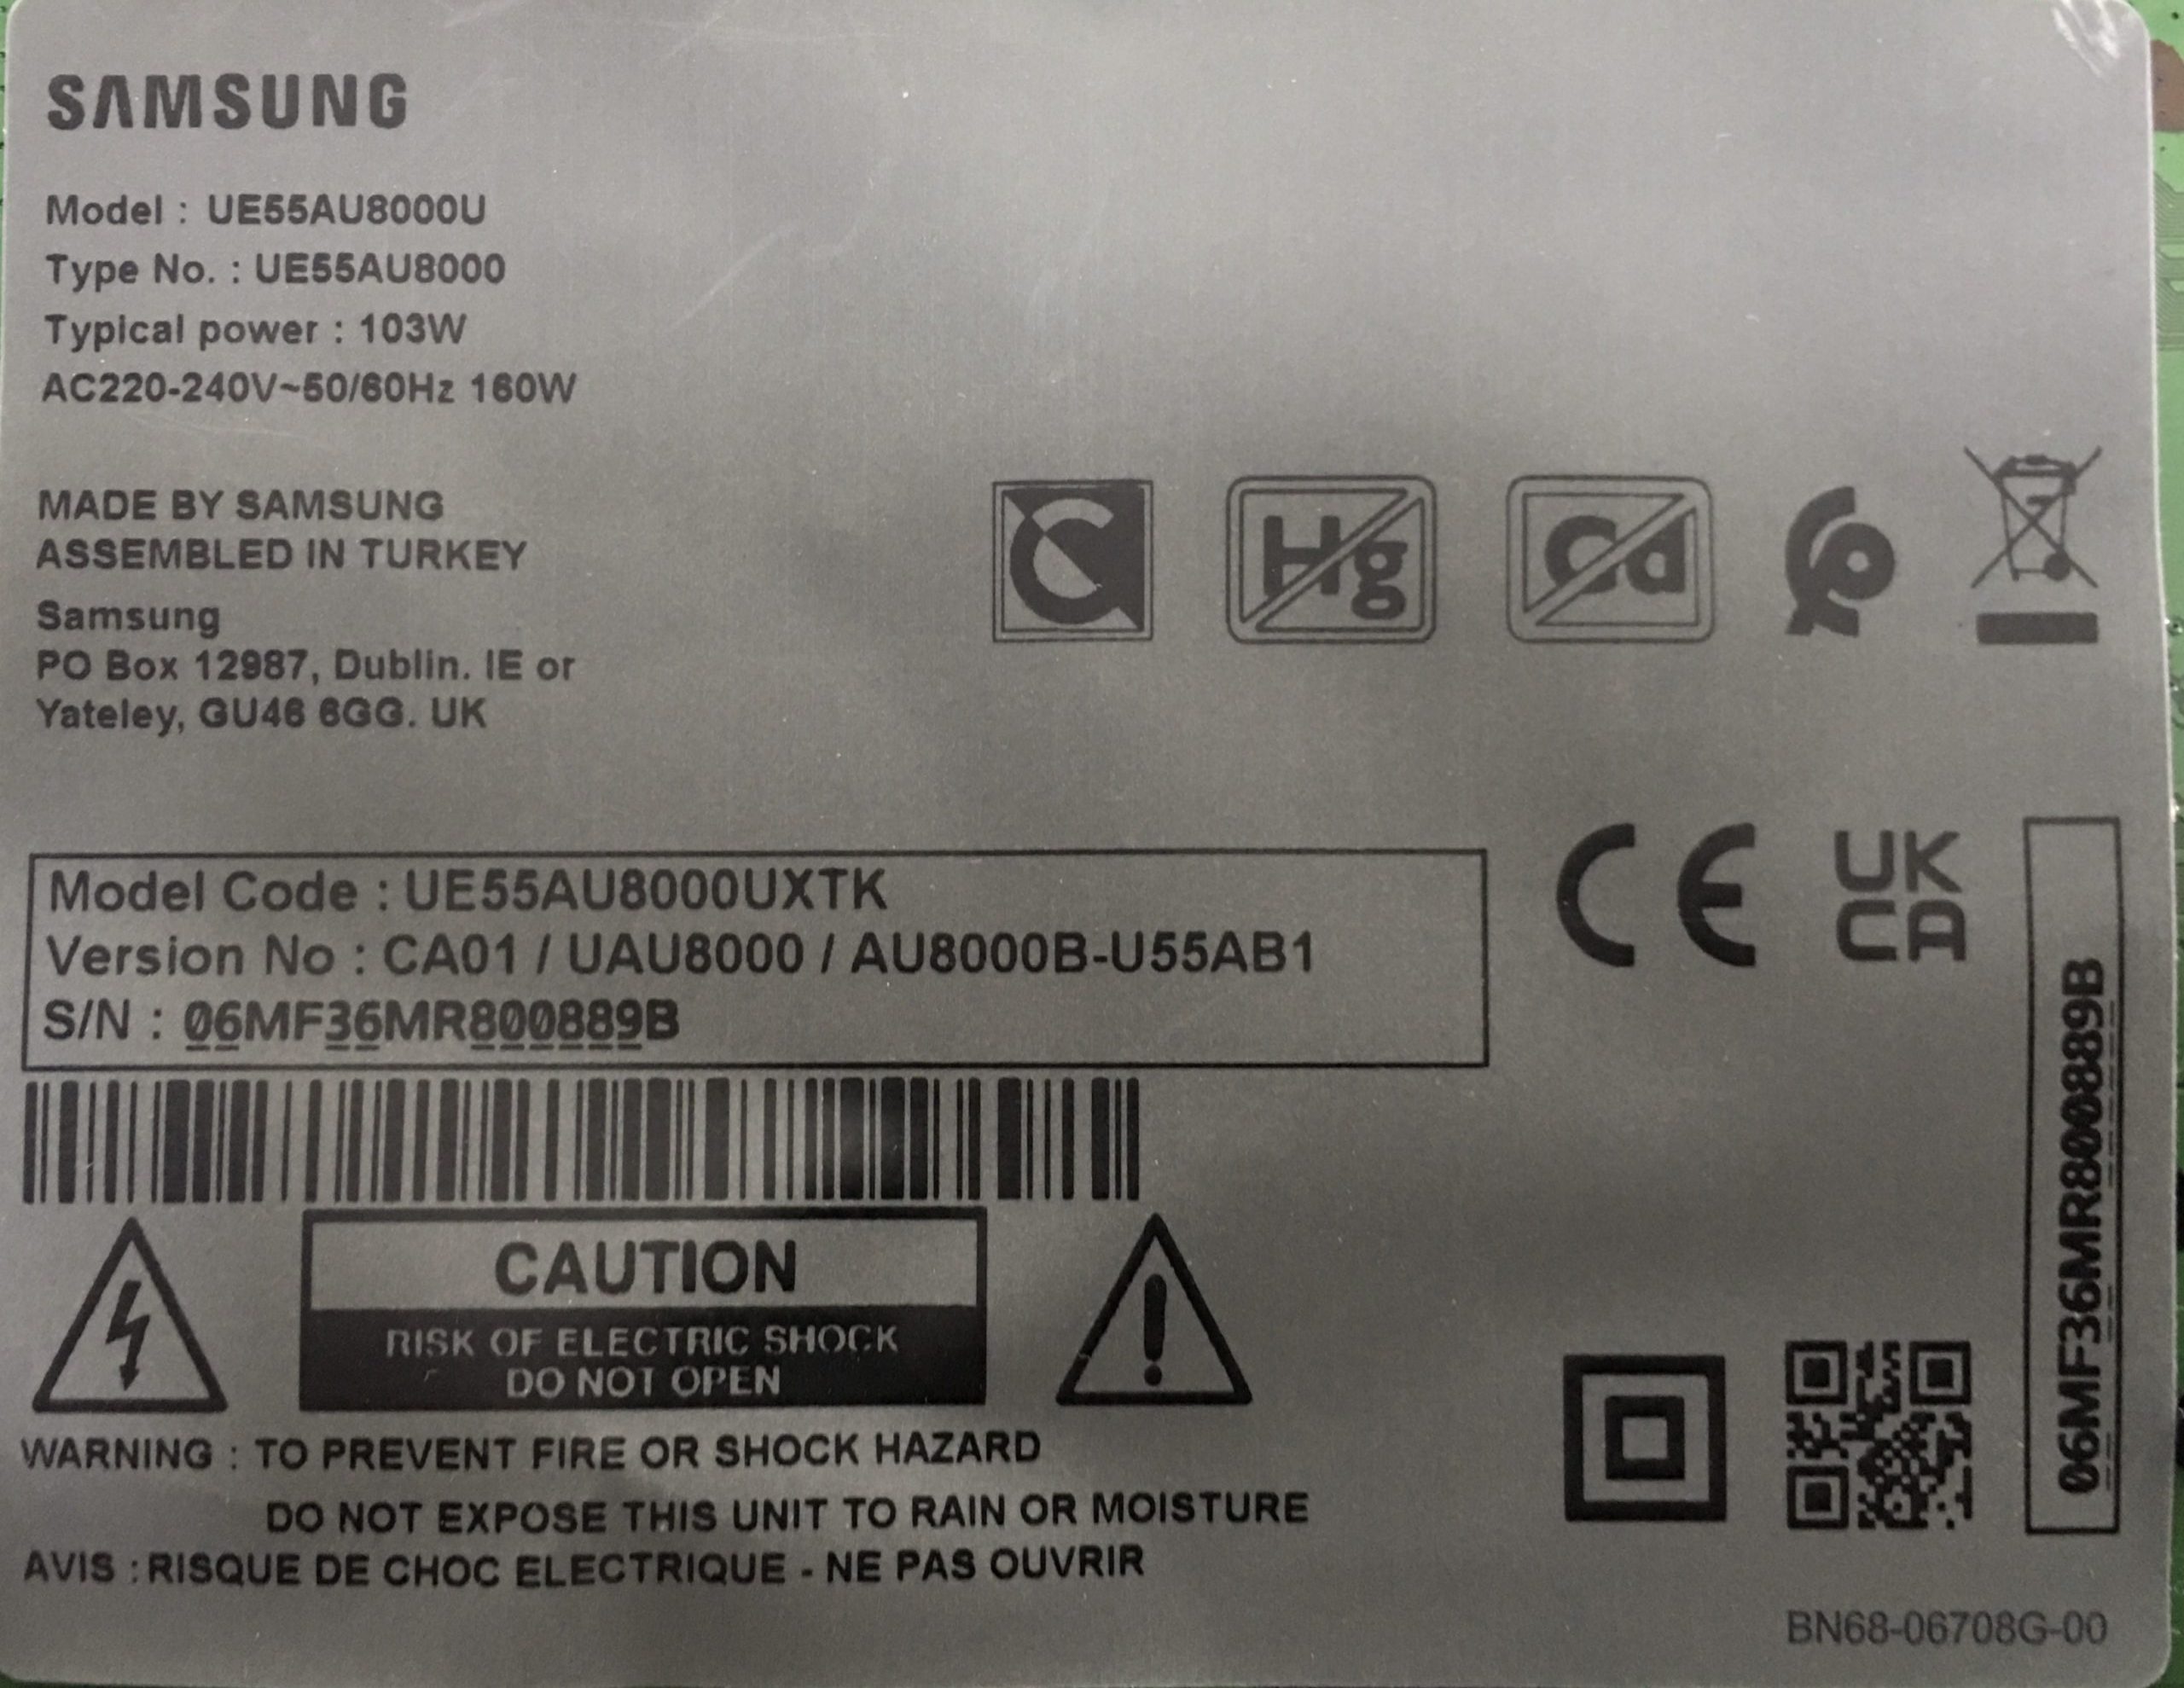 SAMSUNG
Model : UE55AU8000U
Type No. : UE55AU8000
Typical power : 103W
AC220-240V~50/60Hz 160W
MADE BY SAMSUNG
ASSEMBLED IN TURKEY
Samsung
PO Box 12987, Dublin. IE or
Yateley, GU46 6GG. UK
C
Hg
Cd
Model Code : UE55AU8000UXTK
Version No : CA01 / UAU8000 / AU8000B-U55AB1
S/N : 06MF36MR800889B
CE
UK
CA
06MF36MR800889B
CAUTION
RISK OF ELECTRIC SHOCK
DO NOT OPEN
WARNING : TO PREVENT FIRE OR SHOCK HAZARD
DO NOT EXPOSE THIS UNIT TO RAIN OR MOISTURE
AVIS : RISQUE DE CHOC ELECTRIQUE - NE PAS OUVRIR
BN68-06708G-00